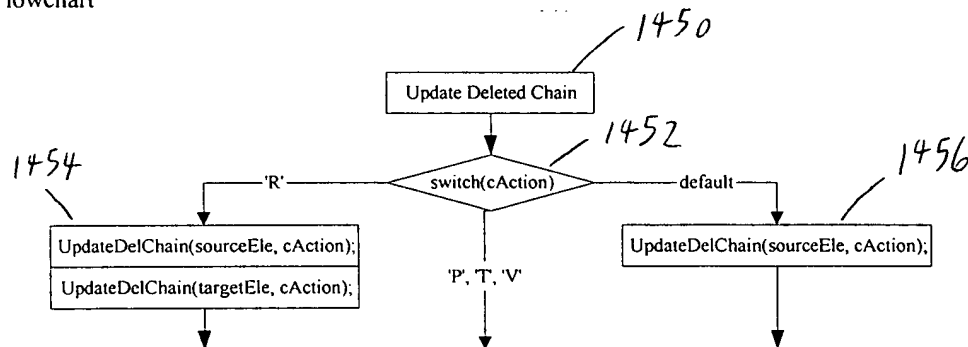 lowchart
1450
Update Deleted Chain
1452
1454
1456
'R'
switch(cAction)
default
UpdateDelChain(sourceEle, cAction);
UpdateDelChain(sourceEle, cAction);
UpdateDelChain(targetEle, cAction);
'P', 'T', 'V'